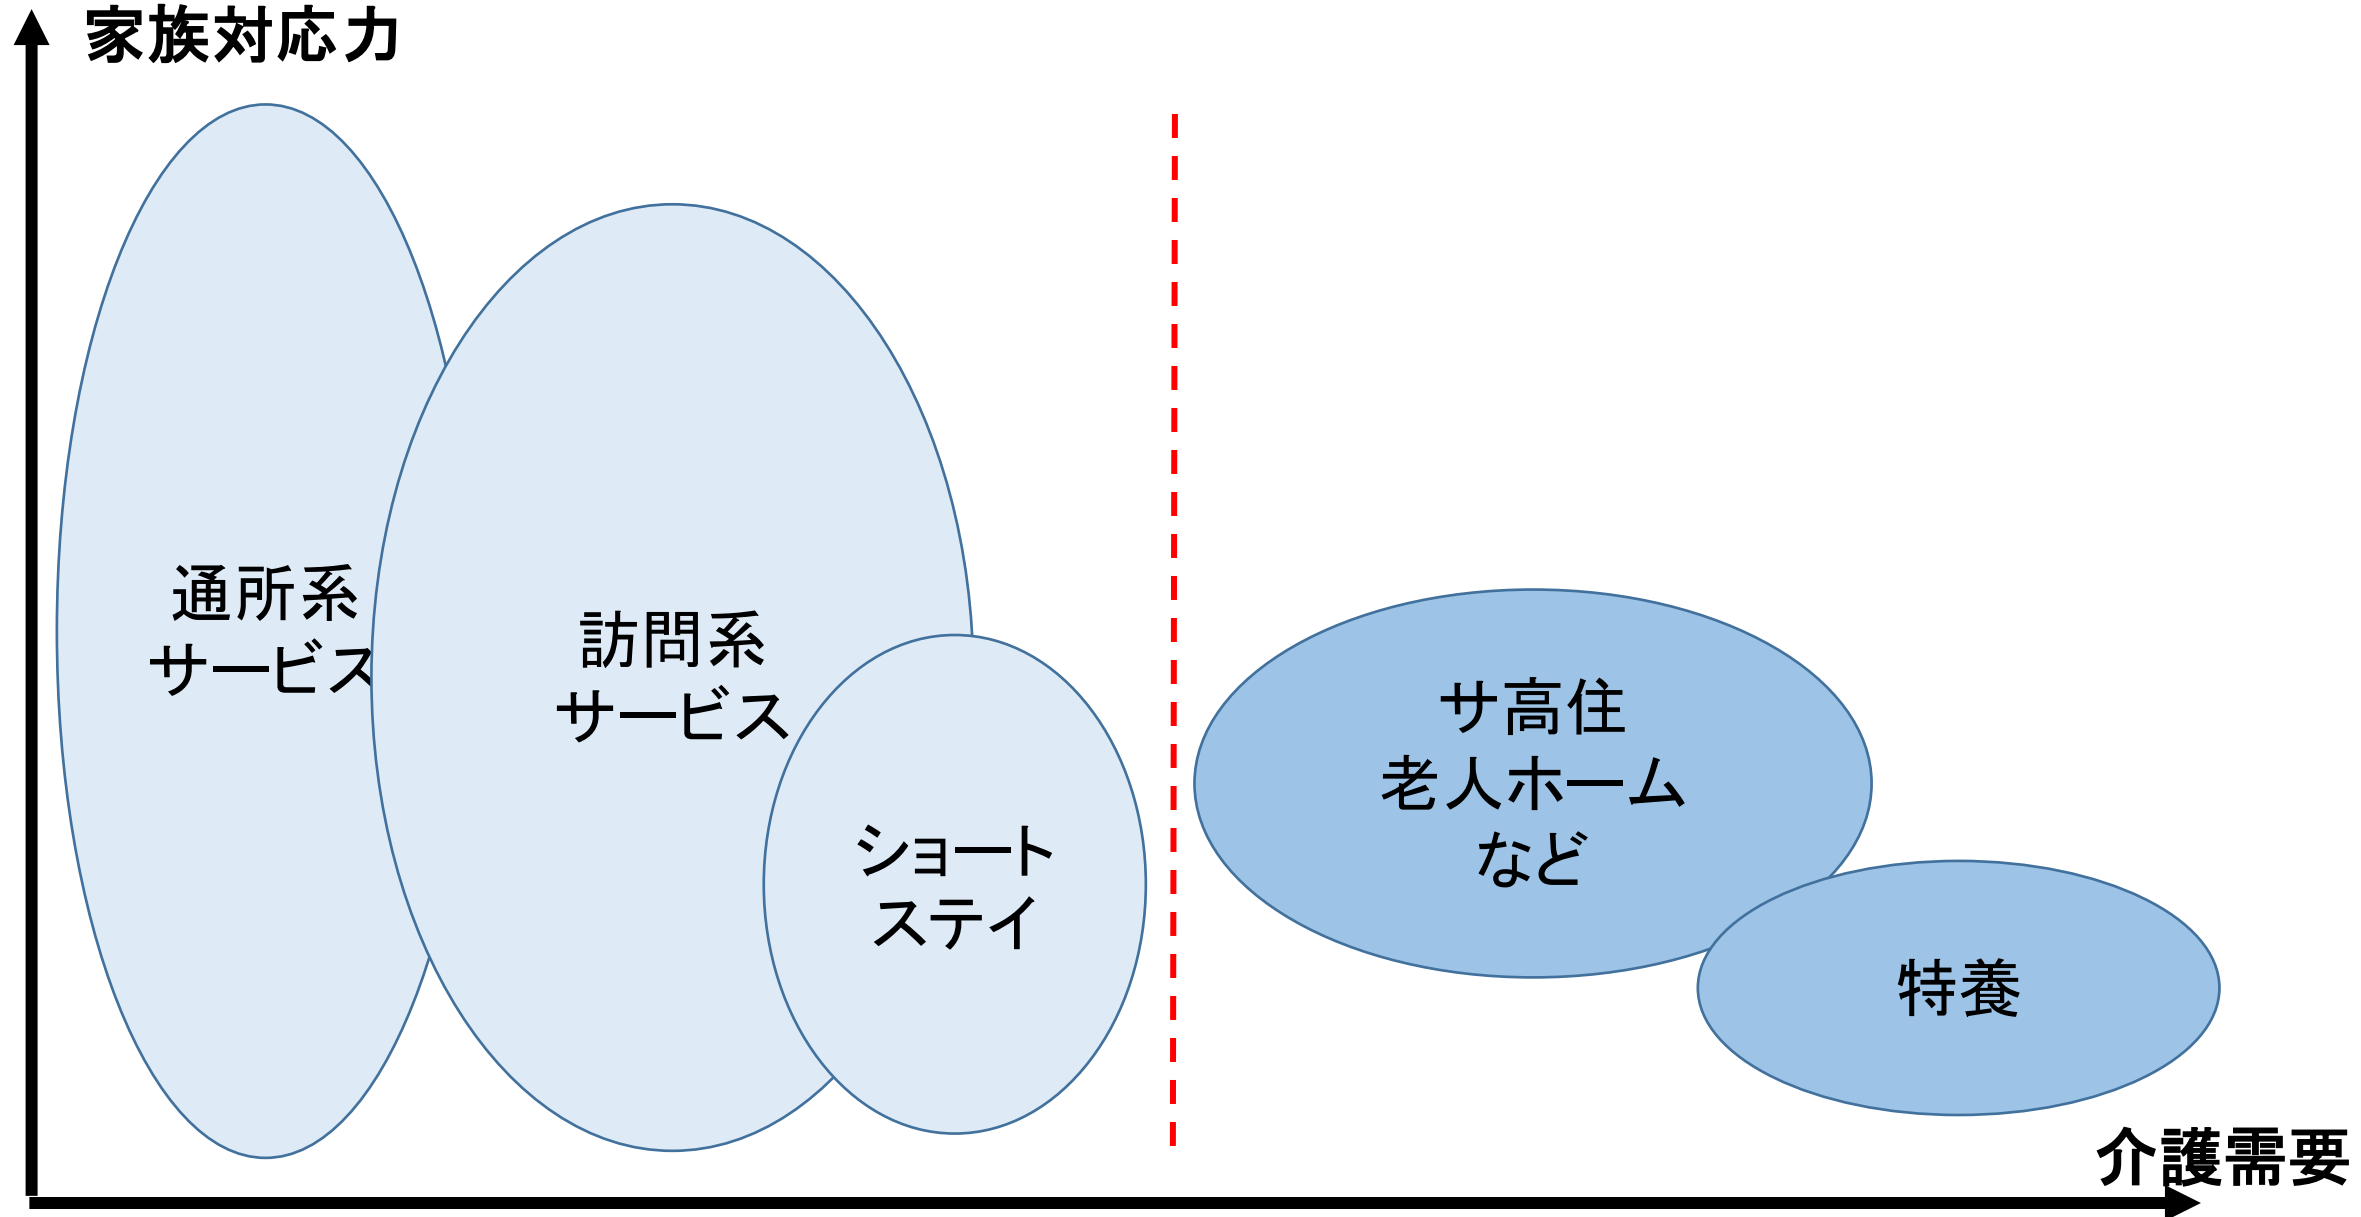 家族対応力
通所系
サービス
訪問系
サービス
ショート
ステイ
サ高住
老人ホーム
など
特養
介護需要